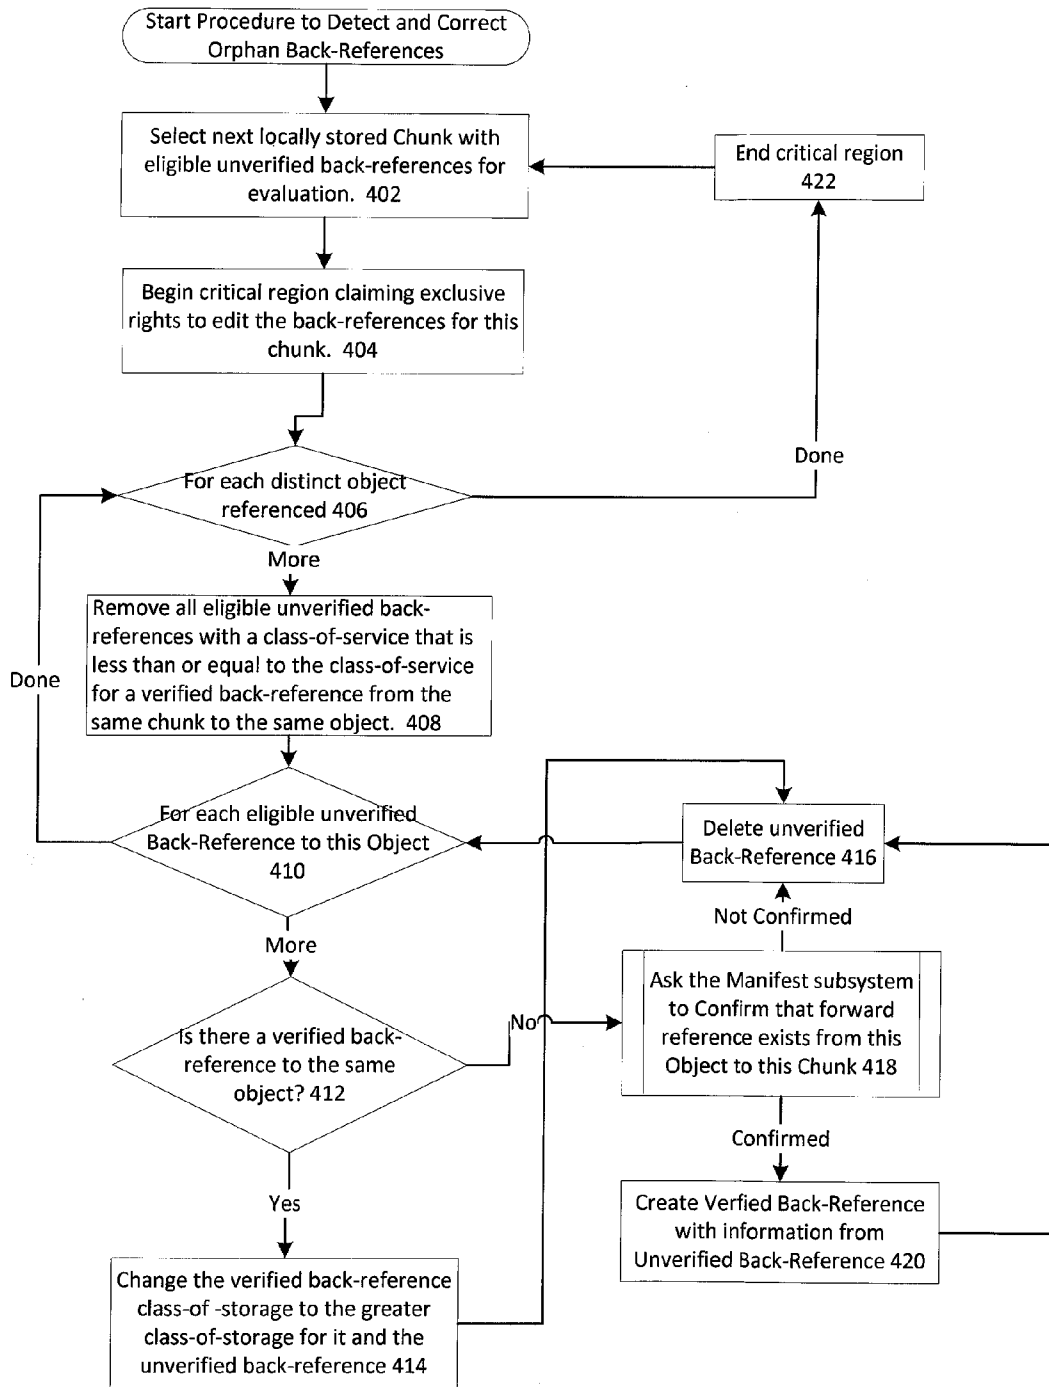 Start Procedure to Detect and Correct
Orphan Back-References
Select next locally stored Chunk with
eligible unverified back-references for
evaluation. 402
End critical region
422
Begin critical region claiming exclusive
rights to edit the back-references for this
chunk. 404
Done
For each distinct object
referenced 406
More
Remove all eligible unverified back-
references with a class-of-service that is
less than or equal to the class-of-service
for a verified back-reference from the
same chunk to the same object. 408
Done
For each eligible unverified
Back-Reference to this Object
410
Delete unverified
Back-Reference 416
Not Confirmed
More
Is there a verified back-
reference to the same
object? 412
No
Ask the Manifest subsystem
to Confirm that forward
reference exists from this
Object to this Chunk 418
Confirmed
Yes
Create Verfied Back-Reference
with information from
Unverified Back-Reference 420
Change the verified back-reference
class-of -storage to the greater
class-of-storage for it and the
unverified back-reference 414